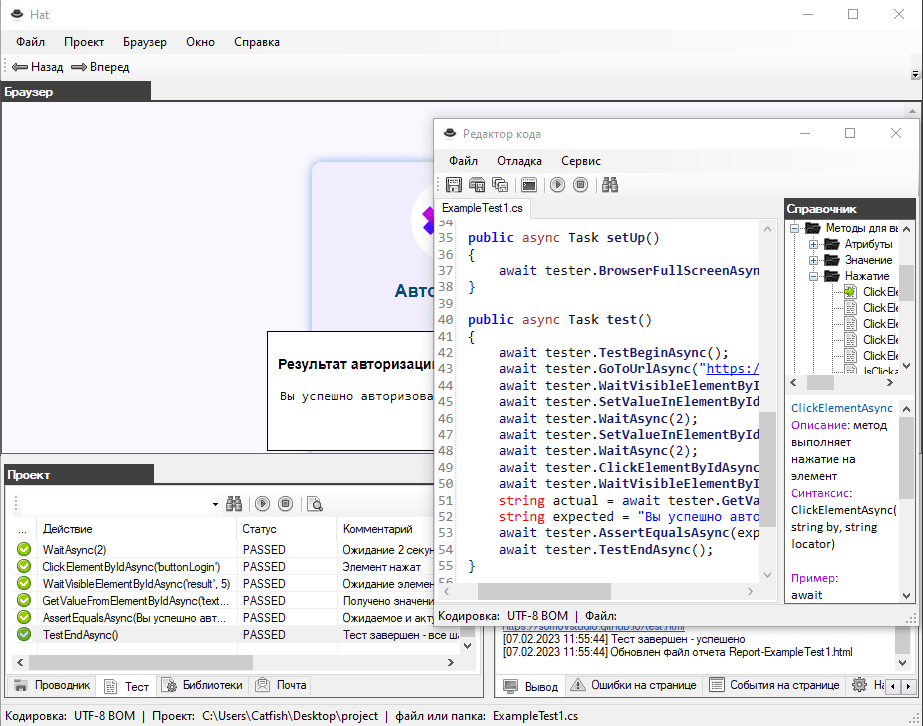 Hat
Файл Проект Браузер Окно Справка
Назад Вперед
Браузер
Результат авторизации
Вы успешно
Редактор кода
Файл Отладка Сервис
ExampleTest1.cs
34
35 public async Task setUp()
36 {
37 await tester.BrowserFullScreenAsyn
38 }
39
40 public async Task test()
41 {
42 await tester.TestBeginAsync();
43 await tester.GoToUrlAsync("https:/
44 await tester.WaitVisibleElementByI
45 await tester.SetValueInElementById
46 await tester.WaitAsync(2);
47 await tester.SetValueInElementById
48 await tester.WaitAsync(2);
49 await tester.ClickElementByIdAsync
50 await tester.WaitVisibleElementByI
51 string actual = await tester.GetVa
52 string expected = "Вы успешно авто
53 await tester.AssertEqualsAsync(exp
54 await tester.TestEndAsync();
55 }
56
Справочник
Методы для вы
Атрибуты
Значение
Нажатие
ClickEle
ClickEle
ClickEle
ClickEle
ClickEle
IsClicka
ClickElementAsync
Описание: метод
выполняет
нажатие на
элемент
Синтаксис:
ClickElementAsync(
string by, string
locator)
Пример:
await
Кодировка: UTF-8 BOM | Файл:
Проект
... Действие Статус Комментарий
WaitAsync(2) PASSED Ожидание 2 секун
ClickElementByIdAsync('buttonLogin') PASSED Элемент нажат
WaitVisibleElementByIdAsync('result', 5) PASSED Ожидание элемен
GetValueFromElementByIdAsync('text... PASSED Получено значени
AssertEqualsAsync(Вы успешно авт... PASSED Ожидаемое и акту
TestEndAsync() PASSED Тест завершен - все ша
Проводник Тест Библиотеки Почта
https://somovstudio.github.io/test.html
[07.02.2023 11:55:44] Тест завершен - успешено
[07.02.2023 11:55:44] Обновлен файл отчета Report-ExampleTest1.html
Вывод Ошибки на странице События на странице На
Кодировка: UTF-8 BOM | Проект: C:\Users\Catfish\Desktop\project | файл или папка: ExampleTest1.cs